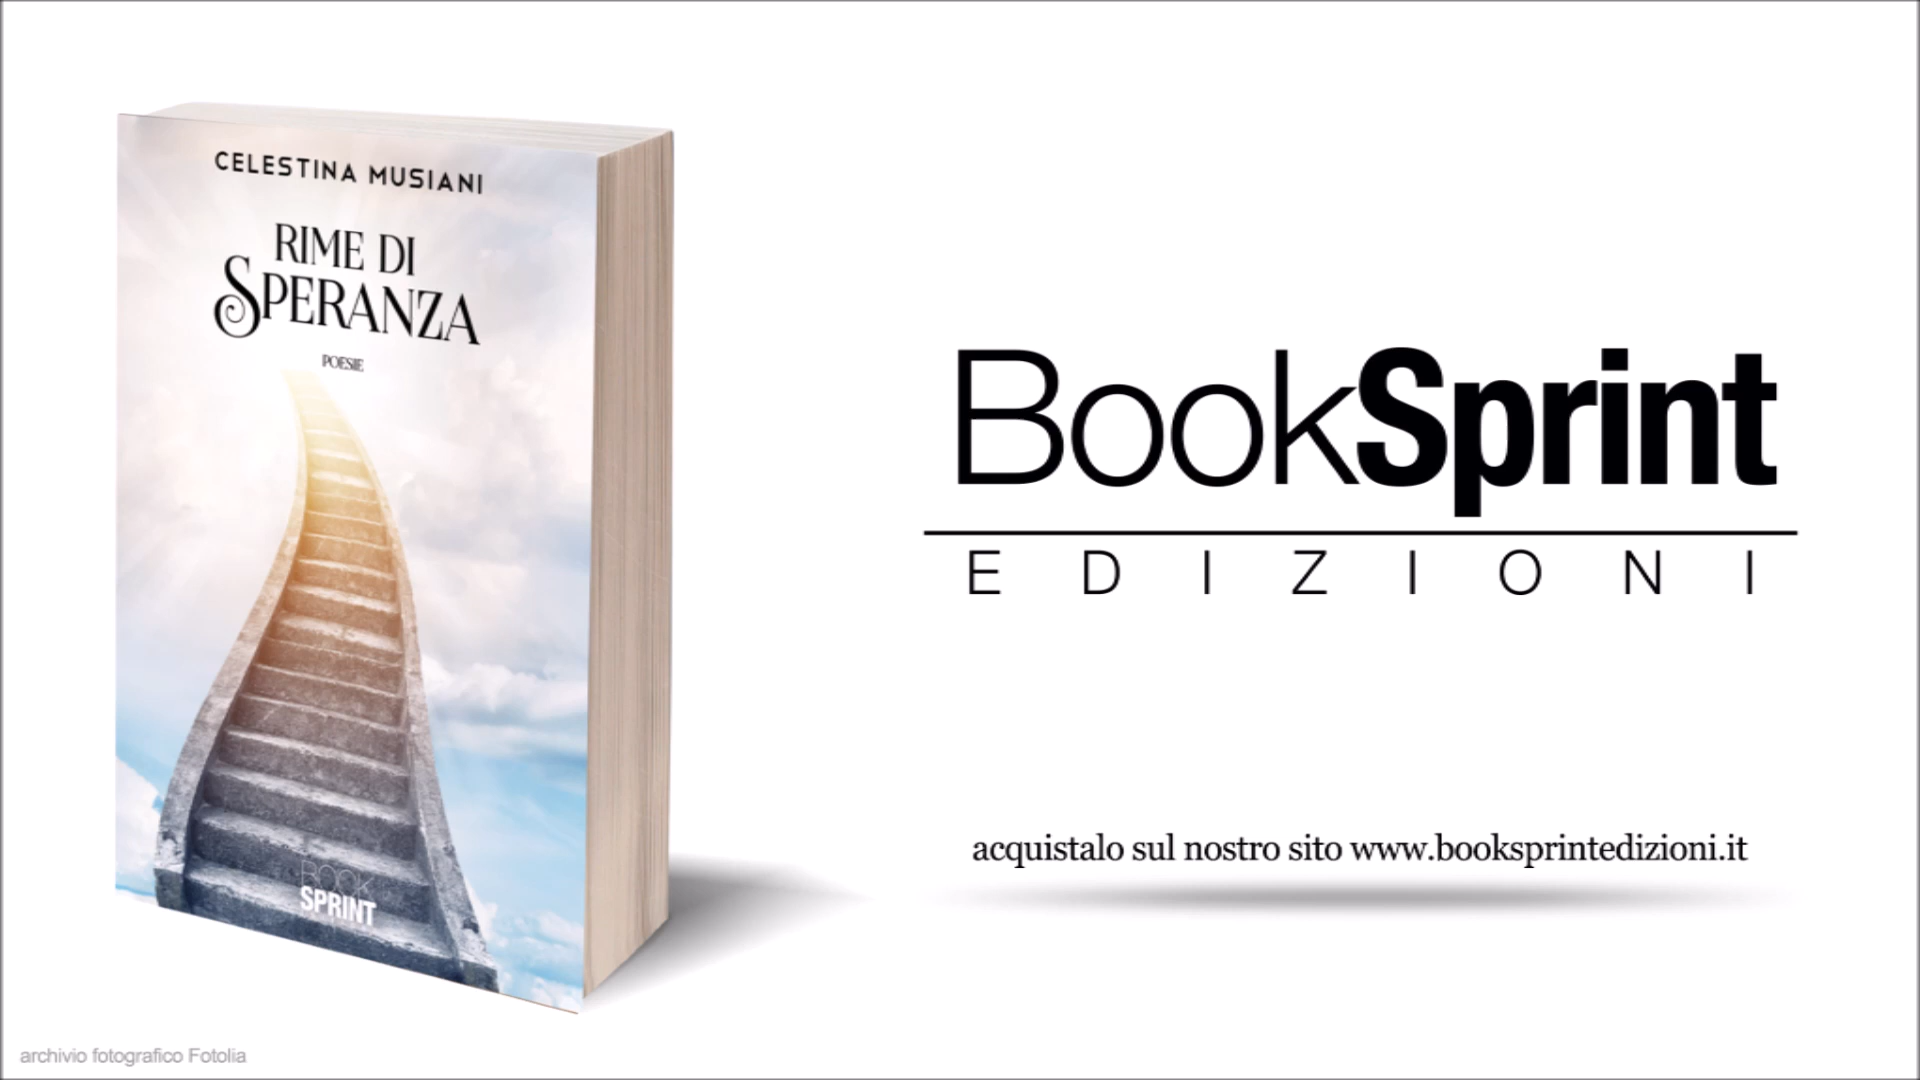 CELESTINA MUSIANI
RIME DI
SPERANZA
POESIE
BOOK
SPRINT
BookSprint
EDIZIONI
acquistalo sul nostro sito www.booksprintedizioni.it
archivio fotografico Fotolia